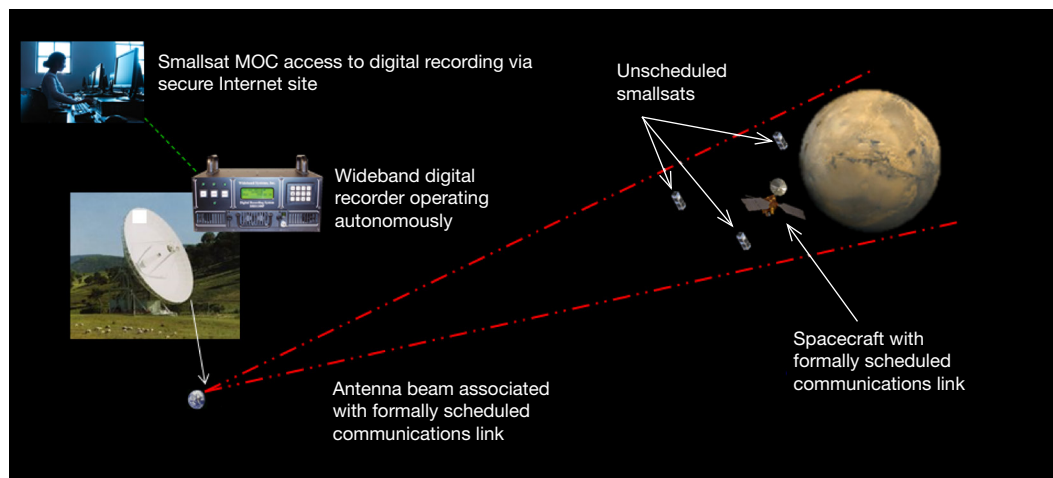 Smallsat MOC access to digital recording via
secure Internet site
Unscheduled
smallsats
Wideband digital
recorder operating
autonomously
Spacecraft with
formally scheduled
communications link
Antenna beam associated
with formally scheduled
communications link